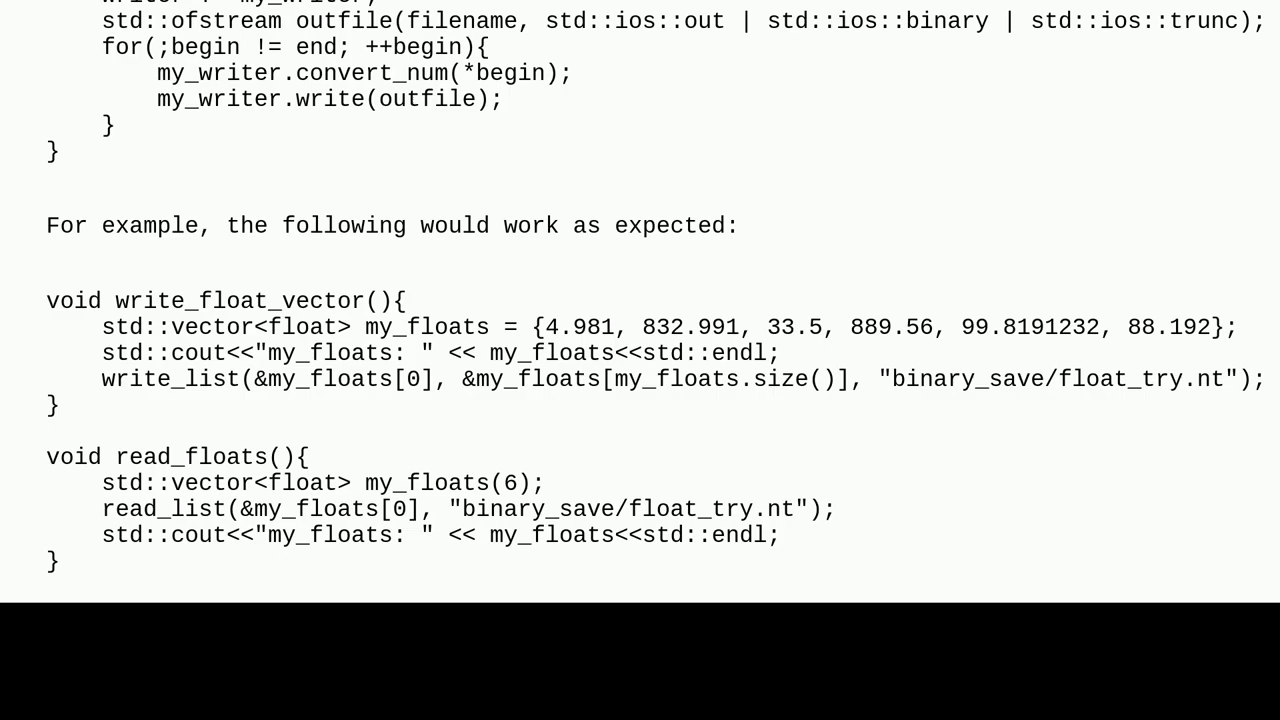 std::ofstream outfile(filename, std::ios::out | std::ios::binary | std::ios::trunc);
for(;begin != end; ++begin){
my_writer.convert_num(*begin);
my_writer.write(outfile);
}
}
For example, the following would work as expected:
void write_float_vector(){
std::vector<float> my_floats = {4.981, 832.991, 33.5, 889.56, 99.8191232, 88.192};
std::cout<<"my_floats: " << my_floats<<std::endl;
write_list(&my_floats[0], &my_floats[my_floats.size()], "binary_save/float_try.nt");
}
void read_floats(){
std::vector<float> my_floats(6);
read_list(&my_floats[0], "binary_save/float_try.nt");
std::cout<<"my_floats: " << my_floats<<std::endl;
}